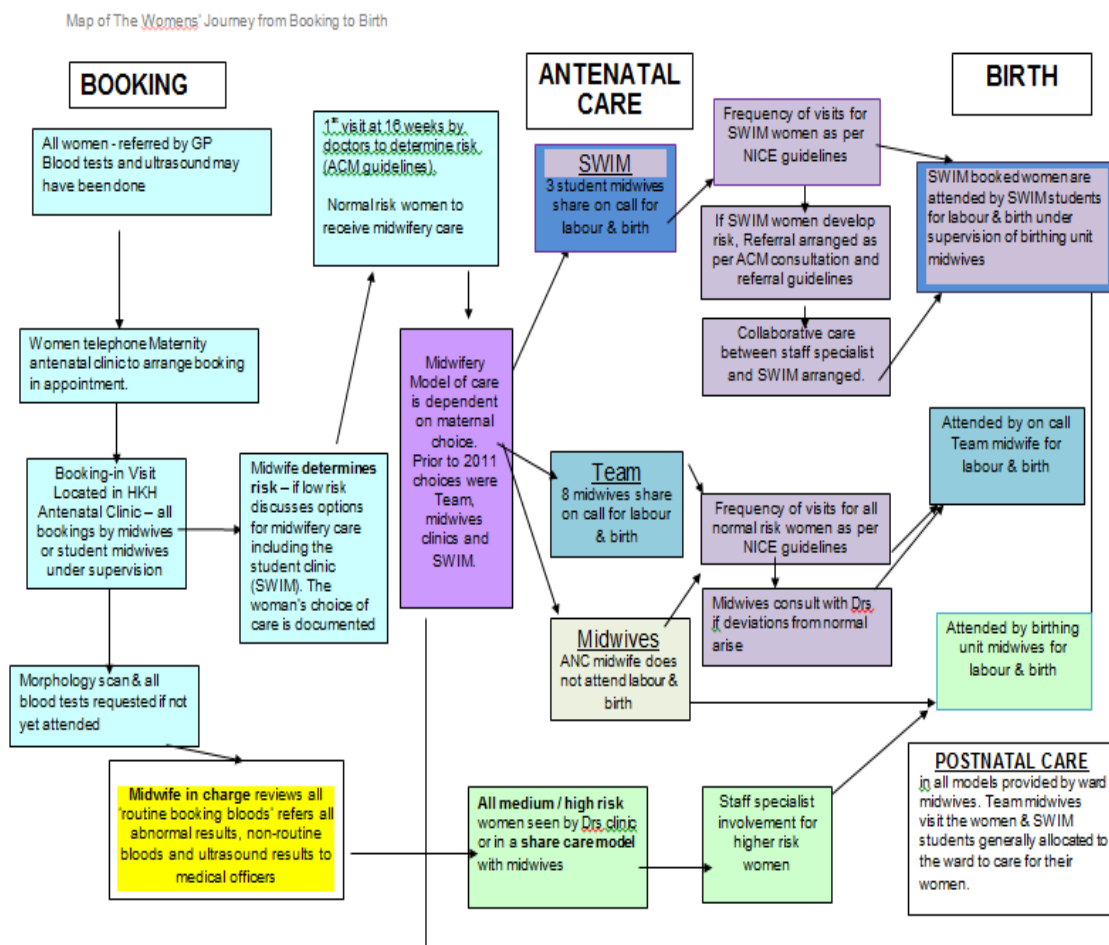 Map of The Womens' Journey from Booking to Birth
BOOKING
All women - referred by GP
Blood tests and ultrasound may
have been done
Women telephone Maternity
antenatal clinic to arrange booking
in appointment.
Booking-in Visit
Located in HKH
Antenatal Clinic – all
bookings by midwives
or student midwives
under supervision
Morphology scan & all
blood tests requested if not
yet attended
Midwife in charge reviews all
'routine booking bloods' refers all
abnormal results, non-routine
bloods and ultrasound results to
medical officers
Midwife determines
risk – if low risk
discusses options
for midwifery care
including the
student clinic
(SWIM). The
woman's choice of
care is documented
1st visit at 16 weeks by
doctors to determine risk
(ACM guidelines).
Normal risk women to
receive midwifery care
Midwifery
Model of care
is dependent
on maternal
choice.
Prior to 2011
choices were
Team,
midwives
clinics and
SWIM.
ANTENATAL
CARE
SWIM
3 student midwives
share on call for
labour & birth
Team
8 midwives share
on call for labour
& birth
Midwives
ANC midwife does
not attend labour &
birth
All medium / high risk
women seen by Drs clinic
or in a share care model
with midwives
Frequency of visits for
SWIM women as per
NICE guidelines
If SWIM women develop
risk, Referral arranged as
per ACM consultation and
referral guidelines
Collaborative care
between staff specialist
and SWIM arranged.
Frequency of visits for all
normal risk women as per
NICE guidelines
Midwives consult with Drs
if deviations from normal
arise
Staff specialist
involvement for
higher risk
women
BIRTH
SWIM booked women are
attended by SWIM students
for labour & birth under
supervision of birthing unit
midwives
Attended by on call
Team midwife for
labour & birth
Attended by birthing
unit midwives for
labour & birth
POSTNATAL CARE
in all models provided by ward
midwives. Team midwives
visit the women & SWIM
students generally allocated to
the ward to care for their
women.